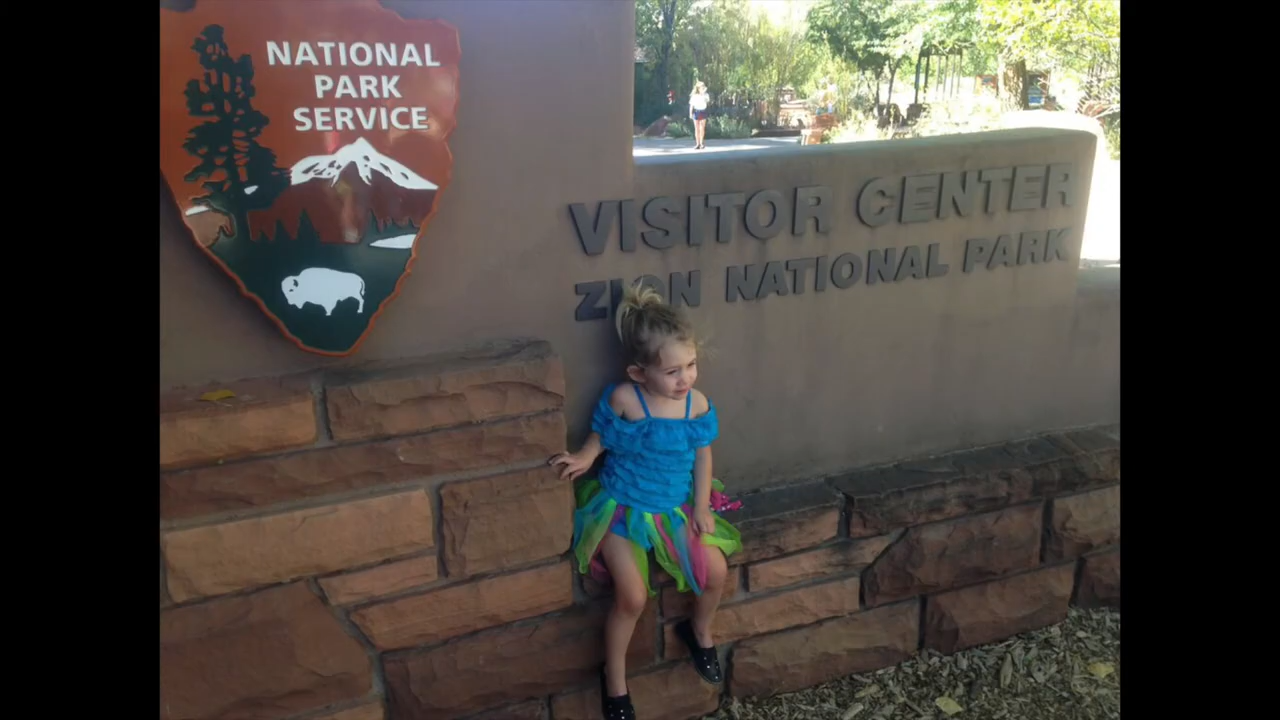 NATIONAL
PARK
SERVICE
VISITOR CENTER
ZION NATIONAL PARK